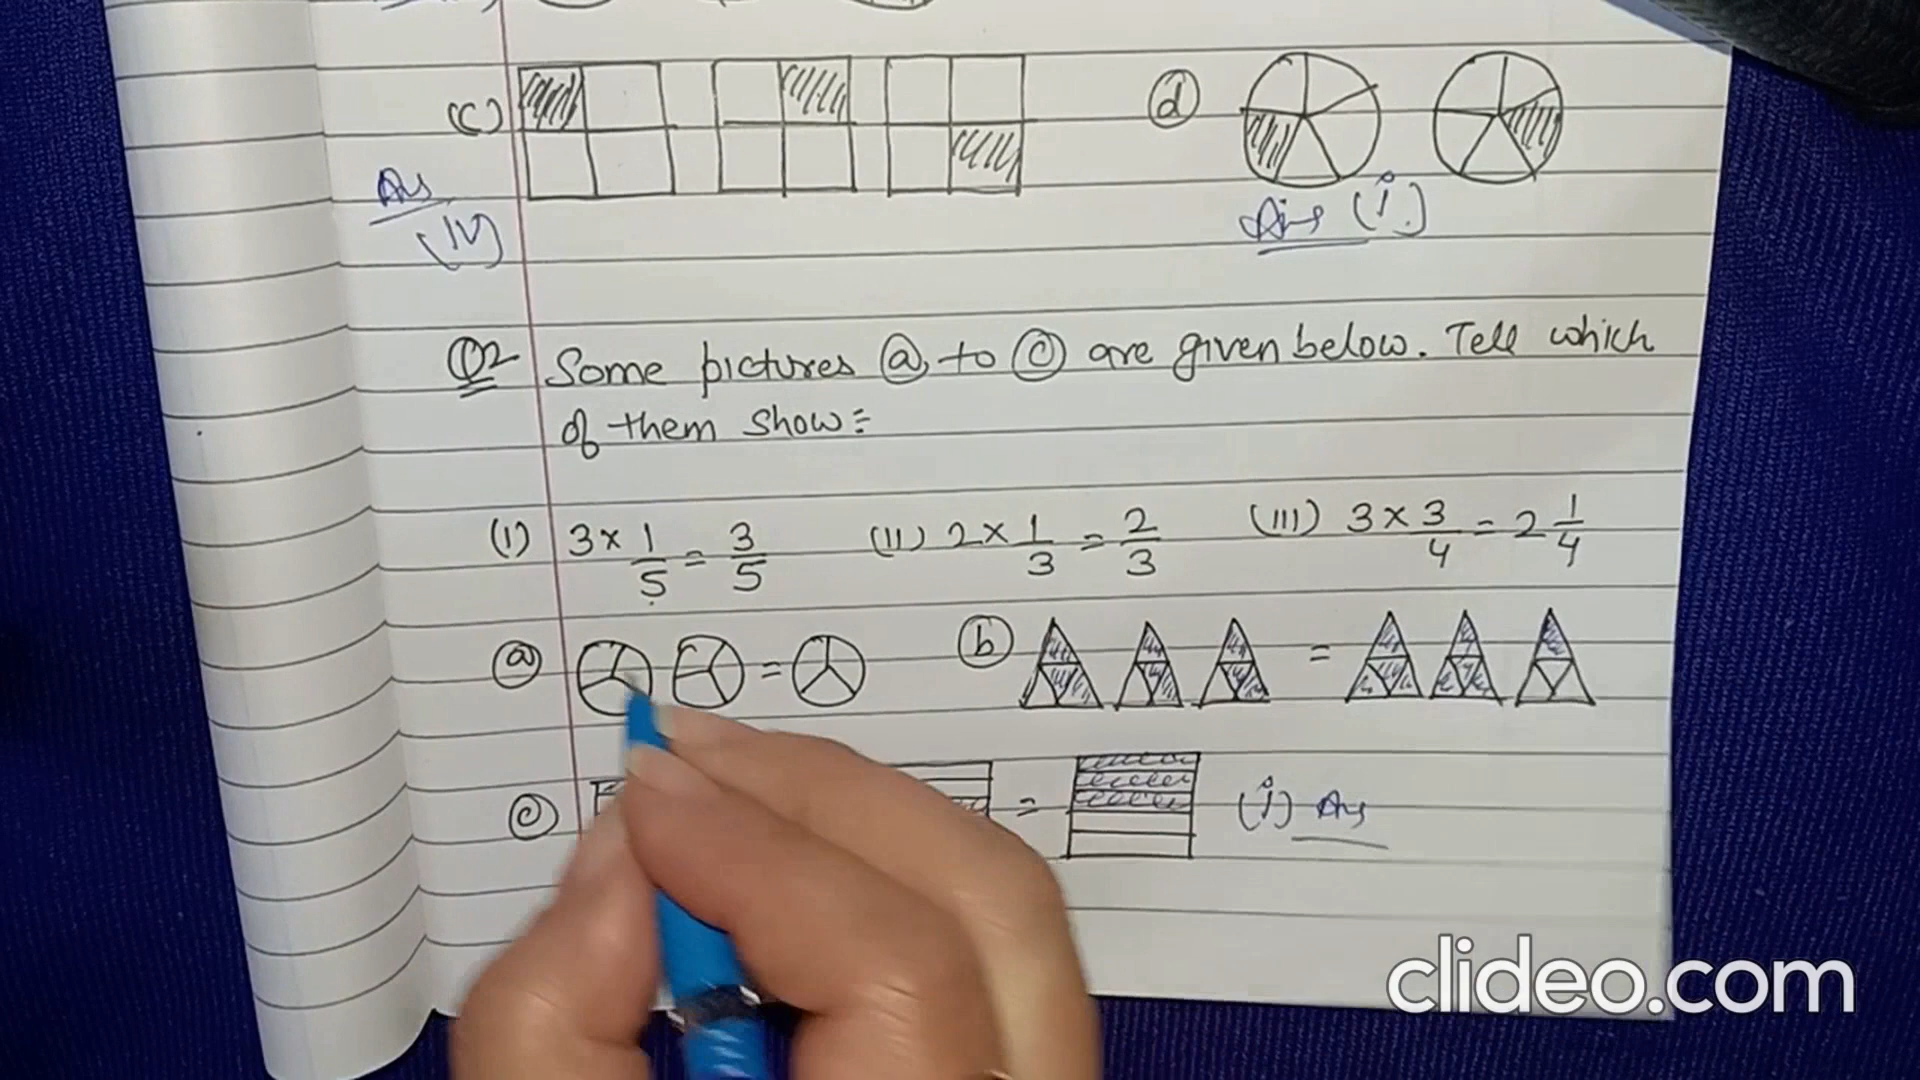 (c) (d)
Ans Ans (i)
(iv)
Q2 Some pictures (a) to (c) are given below. Tell which
of them show :-
(i) 3 × 1/5 = 3/5 (ii) 2 × 1/3 = 2/3 (iii) 3 × 3/4 = 2 1/4
(a) = (b) =
(c) = (i) Ans
clideo.com